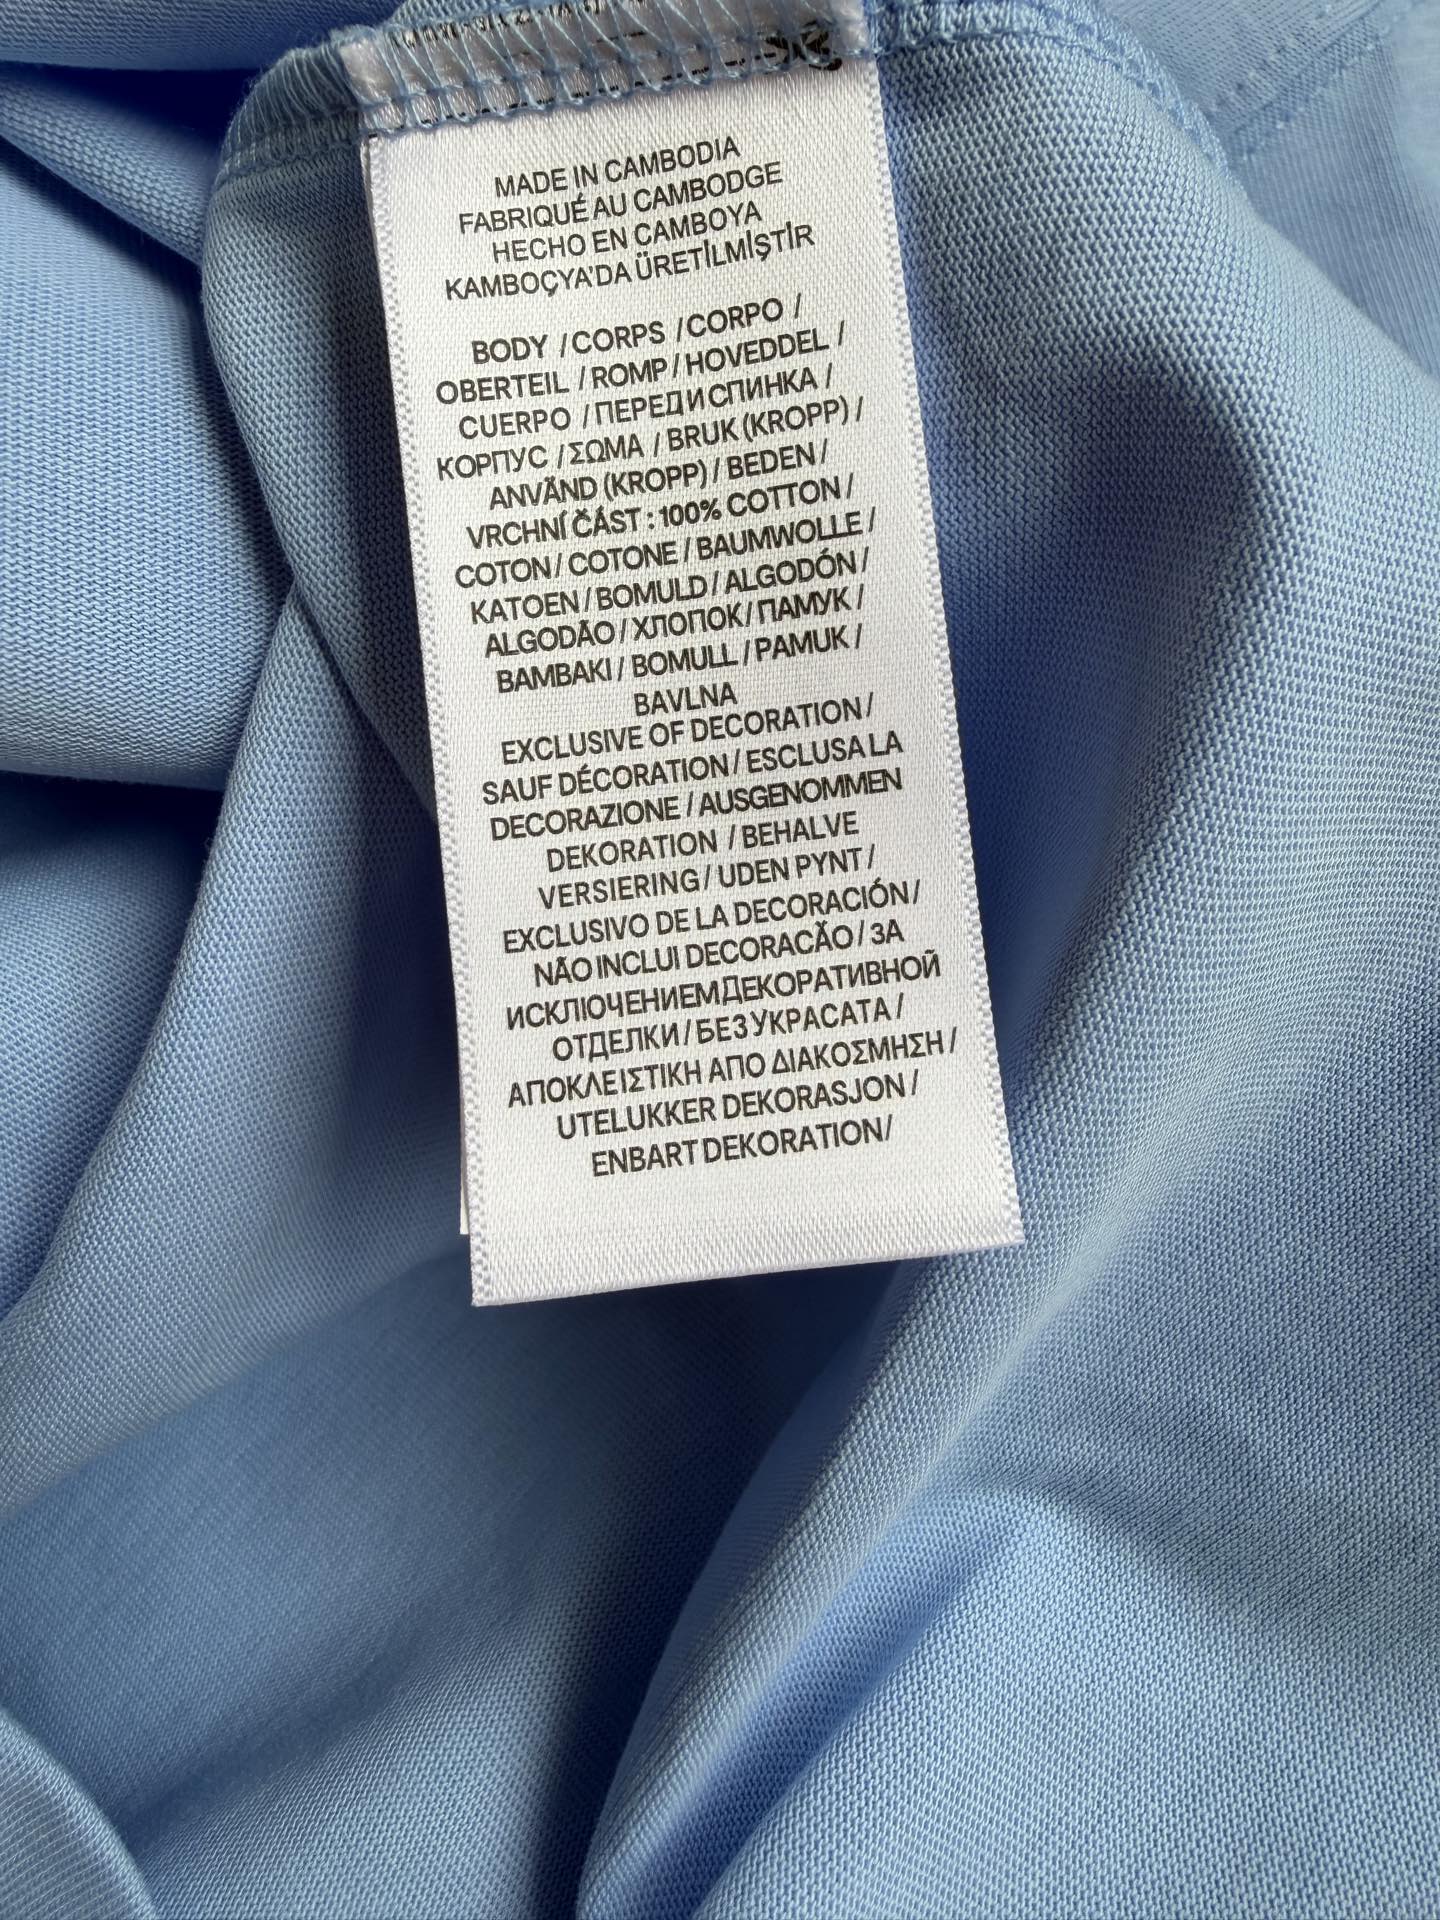 MADE IN CAMBODIA
FABRIQUÉ AU CAMBODGE
HECHO EN CAMBOYA
KAMBOÇYA'DA ÜRETİLMİŞTİR
BODY / CORPS / CORPO /
OBERTEIL / ROMP / HOVEDDEL /
CUERPO / ПЕРЕД И СПИНКА /
КОРПУС / ΣΩΜΑ / BRUK (KROPP) /
ANVÄND (KROPP) / BEDEN /
VRCHNÍ ČÁST : 100% COTTON /
COTON / COTONE / BAUMWOLLE /
KATOEN / BOMULD / ALGODÓN /
ALGODÃO / ХЛОПОК / ПАМУК /
BAMBAKI / BOMULL / PAMUK /
BAVLNA
EXCLUSIVE OF DECORATION /
SAUF DÉCORATION / ESCLUSA LA
DECORAZIONE / AUSGENOMMEN
DEKORATION / BEHALVE
VERSIERING / UDEN PYNT /
EXCLUSIVO DE LA DECORACIÓN /
NÃO INCLUI DECORACÃO / ЗА
ИСКЛЮЧЕНИЕМ ДЕКОРАТИВНОЙ
ОТДЕЛКИ / БЕЗ УКРАСАТА /
ΑΠΟΚΛΕΙΣΤΙΚΗ ΑΠΟ ΔΙΑΚΟΣΜΗΣΗ /
UTELUKKER DEKORASJON /
ENBART DEKORATION /